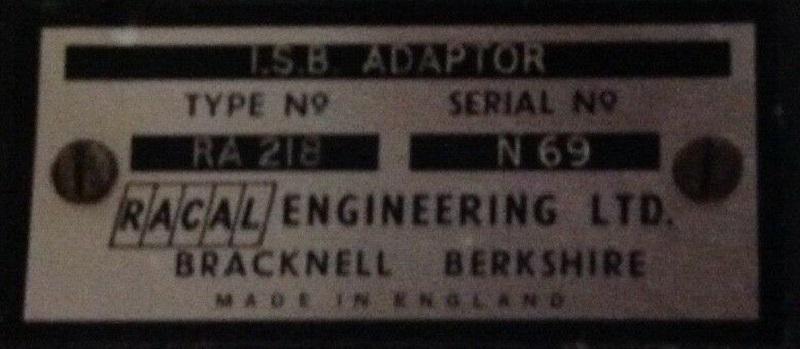 I.S.B. ADAPTOR
TYPE Nº SERIAL Nº
RA 218 N 69
RACAL ENGINEERING LTD.
BRACKNELL BERKSHIRE
MADE IN ENGLAND